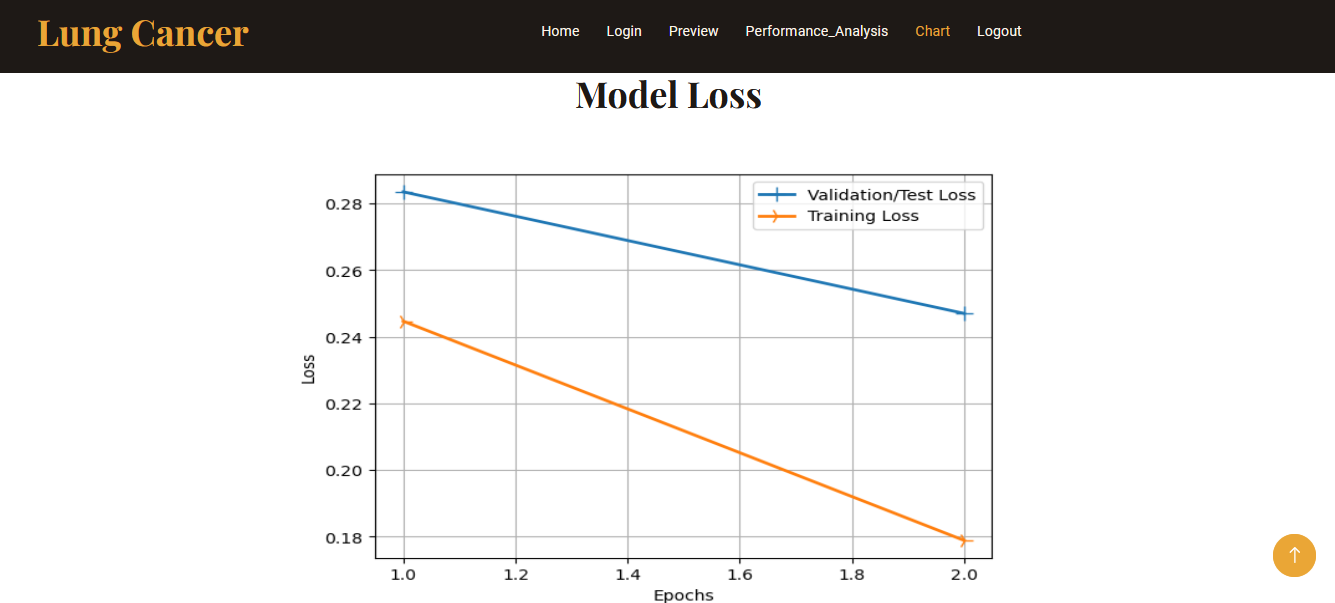 Lung Cancer
Home Login Preview Performance_Analysis Chart Logout
Model Loss
Validation/Test Loss
Training Loss
0.28
0.26
0.24
0.22
0.20
0.18
Loss
1.0 1.2 1.4 1.6 1.8 2.0
Epochs